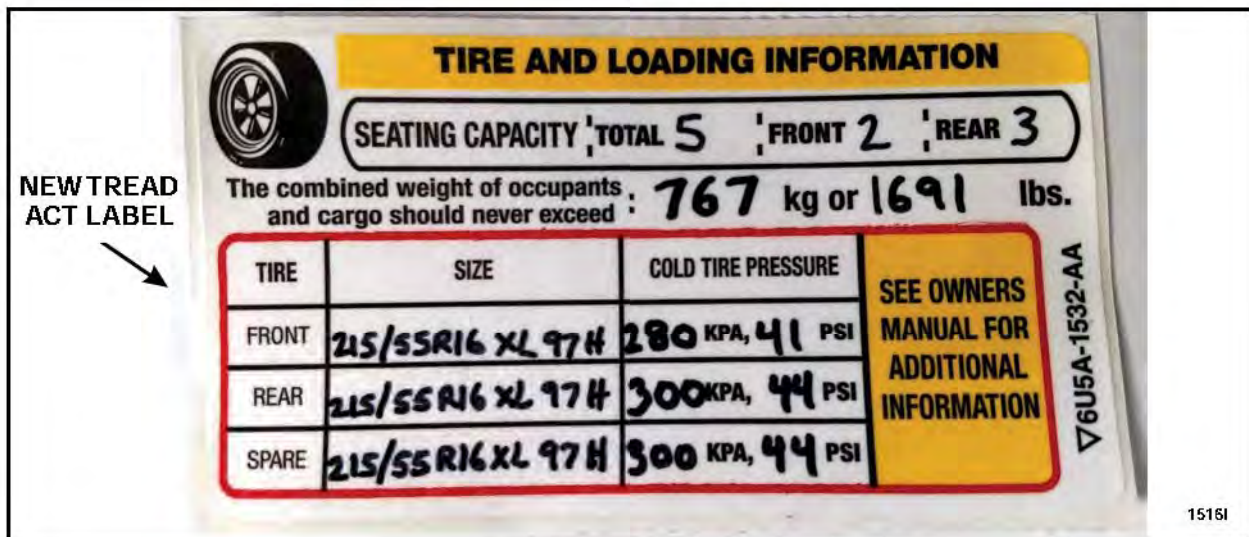 TIRE AND LOADING INFORMATION
SEATING CAPACITY TOTAL 5 FRONT 2 REAR 3
The combined weight of occupants
and cargo should never exceed : 767 kg or 1691 lbs.
NEW TREAD
ACT LABEL
TIRE SIZE COLD TIRE PRESSURE
SEE OWNERS
MANUAL FOR
ADDITIONAL
INFORMATION
FRONT 215/55R16 XL 97H 280 KPA, 41 PSI
REAR 215/55R16 XL 97H 300 KPA, 44 PSI
SPARE 215/55R16 XL 97H 300 KPA, 44 PSI
▽6U5A-1532-AA
1516I